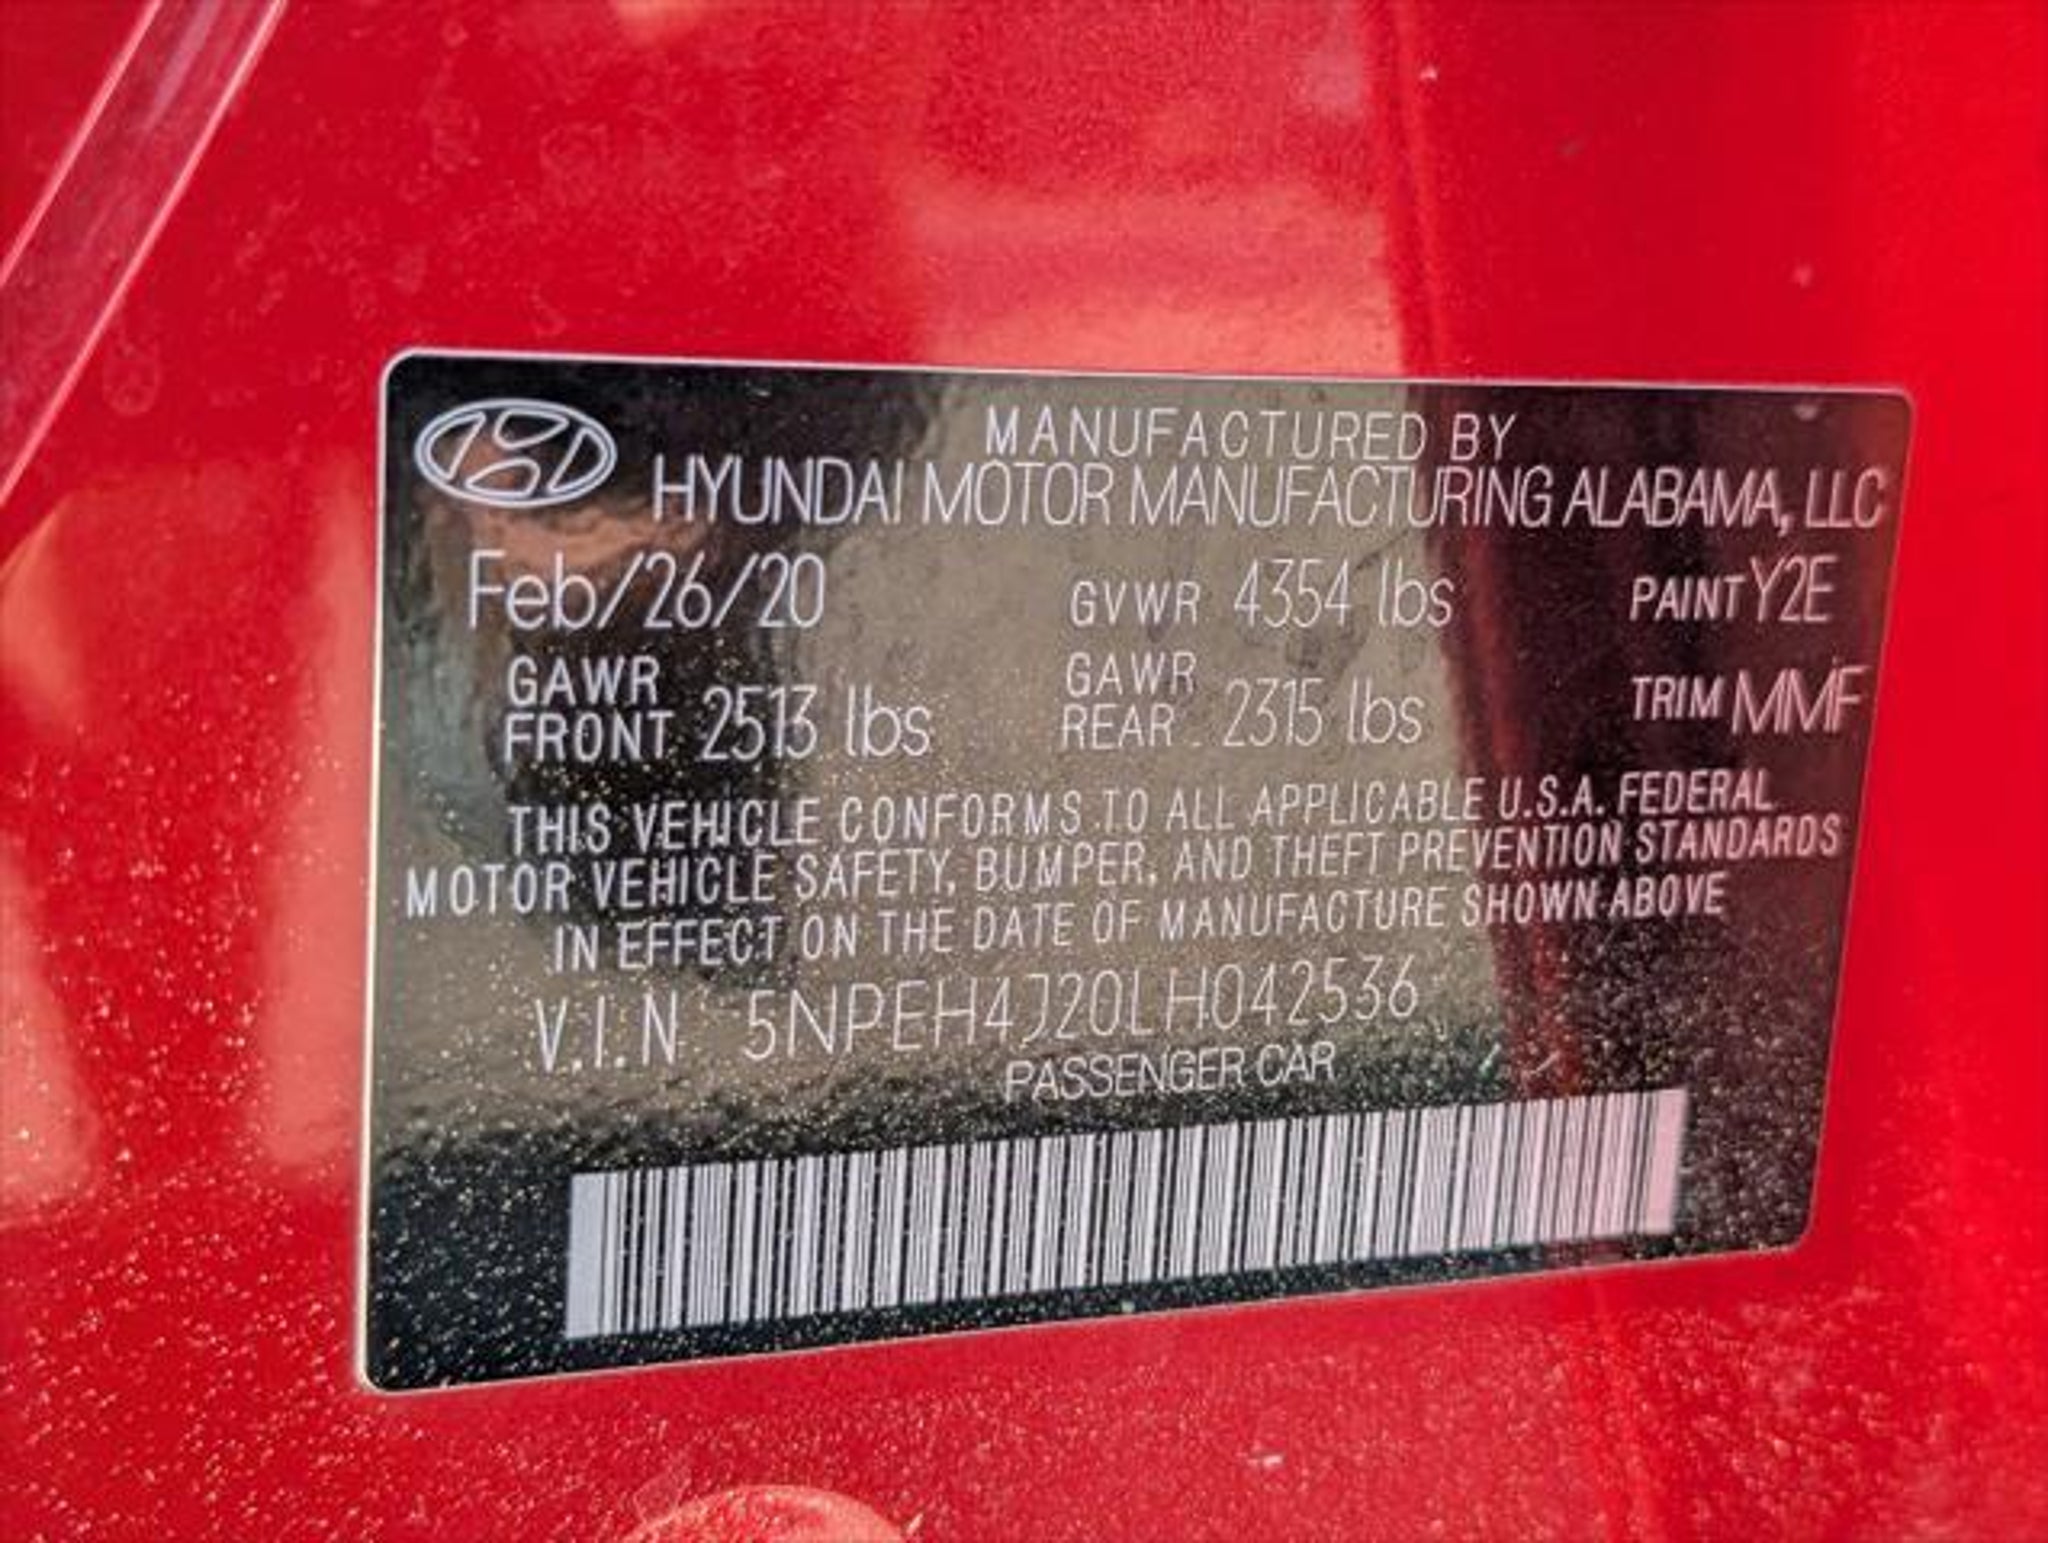 MANUFACTURED BY
HYUNDAI MOTOR MANUFACTURING ALABAMA, LLC
Feb/26/20 GVWR 4354 lbs PAINT Y2E
GAWR FRONT 2513 lbs GAWR REAR 2315 lbs TRIM MMF
THIS VEHICLE CONFORMS TO ALL APPLICABLE U.S.A. FEDERAL
MOTOR VEHICLE SAFETY, BUMPER, AND THEFT PREVENTION STANDARDS
IN EFFECT ON THE DATE OF MANUFACTURE SHOWN ABOVE
V.I.N 5NPEH4J20LH042536
PASSENGER CAR